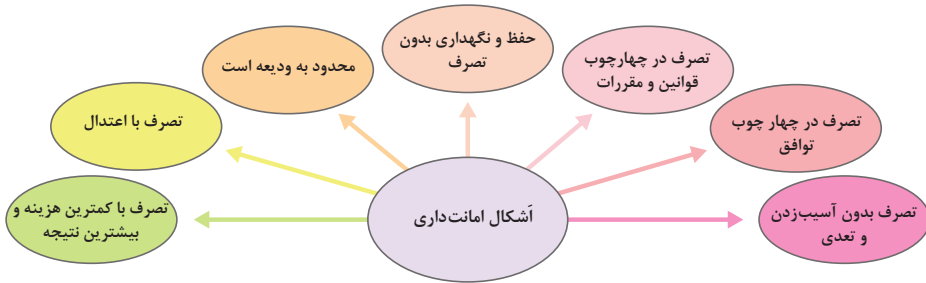 حفظ و نگهداری بدون
تصرف
تصرف در چهارچوب
قوانین و مقررات
محدود به ودیعه است
تصرف در چهار چوب
توافق
تصرف با اعتدال
تصرف بدون آسیب‌زدن
و تعدی
اَشکال امانت‌داری
تصرف با کمترین هزینه و
بیشترین نتیجه